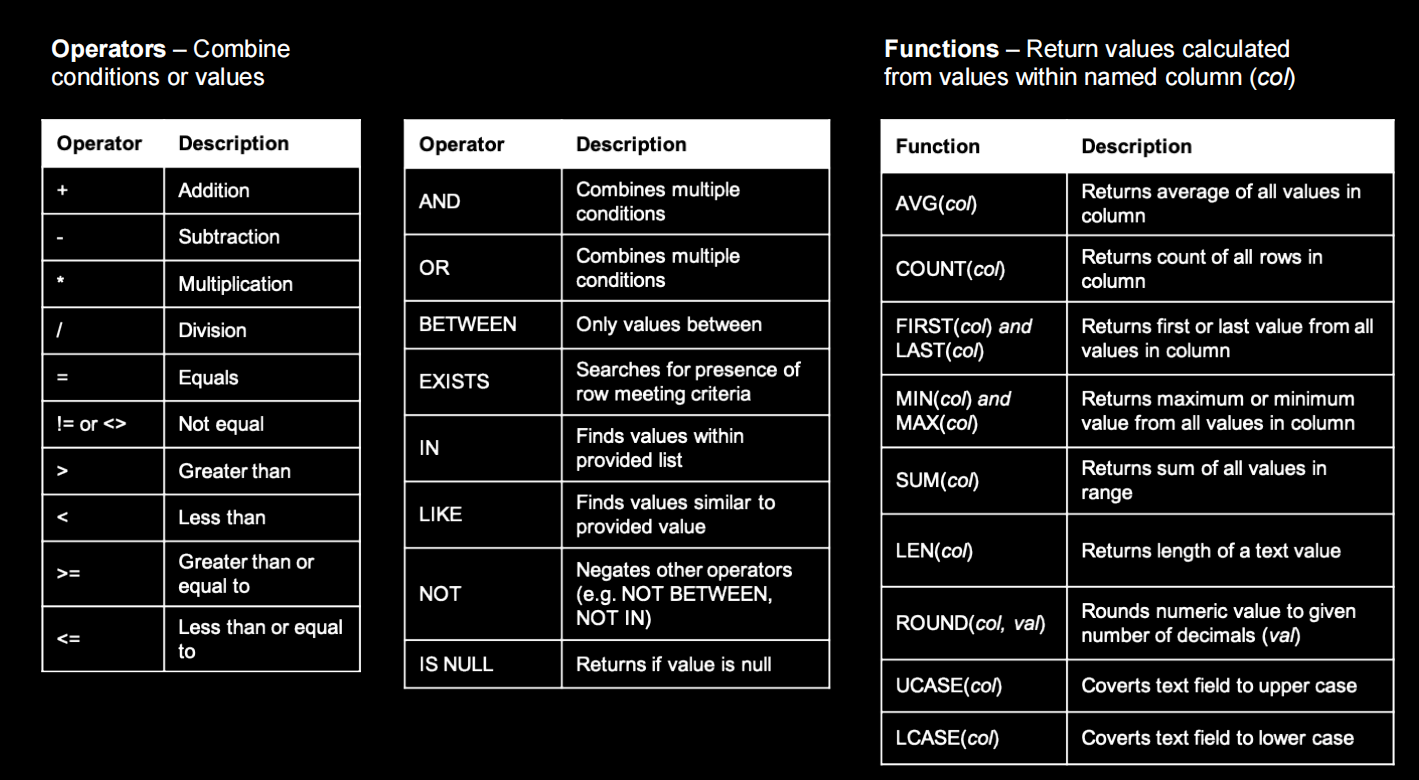 Operators – Combine
conditions or values
Operator Description
+ Addition
- Subtraction
* Multiplication
/ Division
= Equals
!= or <> Not equal
> Greater than
< Less than
>= Greater than or
equal to
<= Less than or equal
to
Operator Description
AND Combines multiple
conditions
OR Combines multiple
conditions
BETWEEN Only values between
EXISTS Searches for presence of
row meeting criteria
IN Finds values within
provided list
LIKE Finds values similar to
provided value
NOT Negates other operators
(e.g. NOT BETWEEN,
NOT IN)
IS NULL Returns if value is null
Functions – Return values calculated
from values within named column (col)
Function Description
AVG(col) Returns average of all values in
column
COUNT(col) Returns count of all rows in
column
FIRST(col) and Returns first or last value from all
LAST(col) values in column
MIN(col) and Returns maximum or minimum
MAX(col) value from all values in column
SUM(col) Returns sum of all values in
range
LEN(col) Returns length of a text value
ROUND(col, val) Rounds numeric value to given
number of decimals (val)
UCASE(col) Coverts text field to upper case
LCASE(col) Coverts text field to lower case